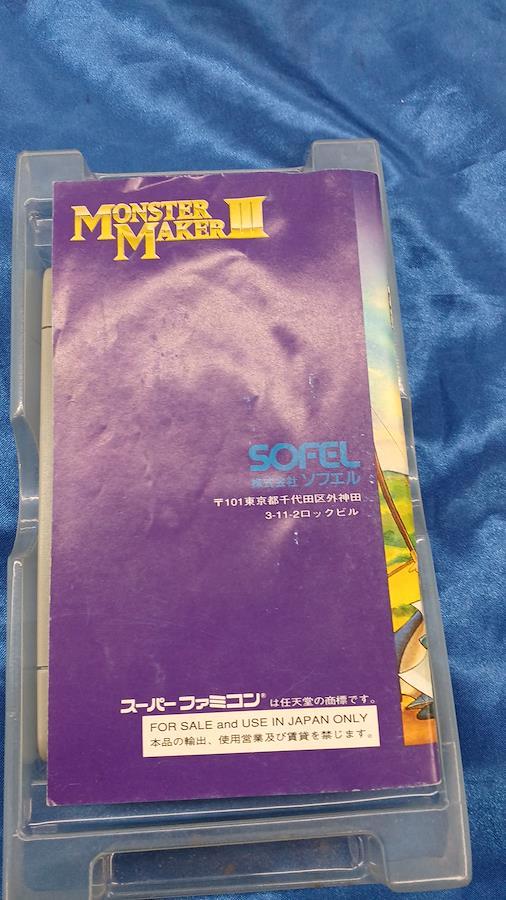 MONSTER
MAKER III
SOFEL
株式会社 ソフエル
〒101東京都千代田区外神田
3-11-2ロックビル
スーパーファミコン®は任天堂の商標です。
FOR SALE and USE IN JAPAN ONLY
本品の輸出、使用営業及び賃貸を禁じます。